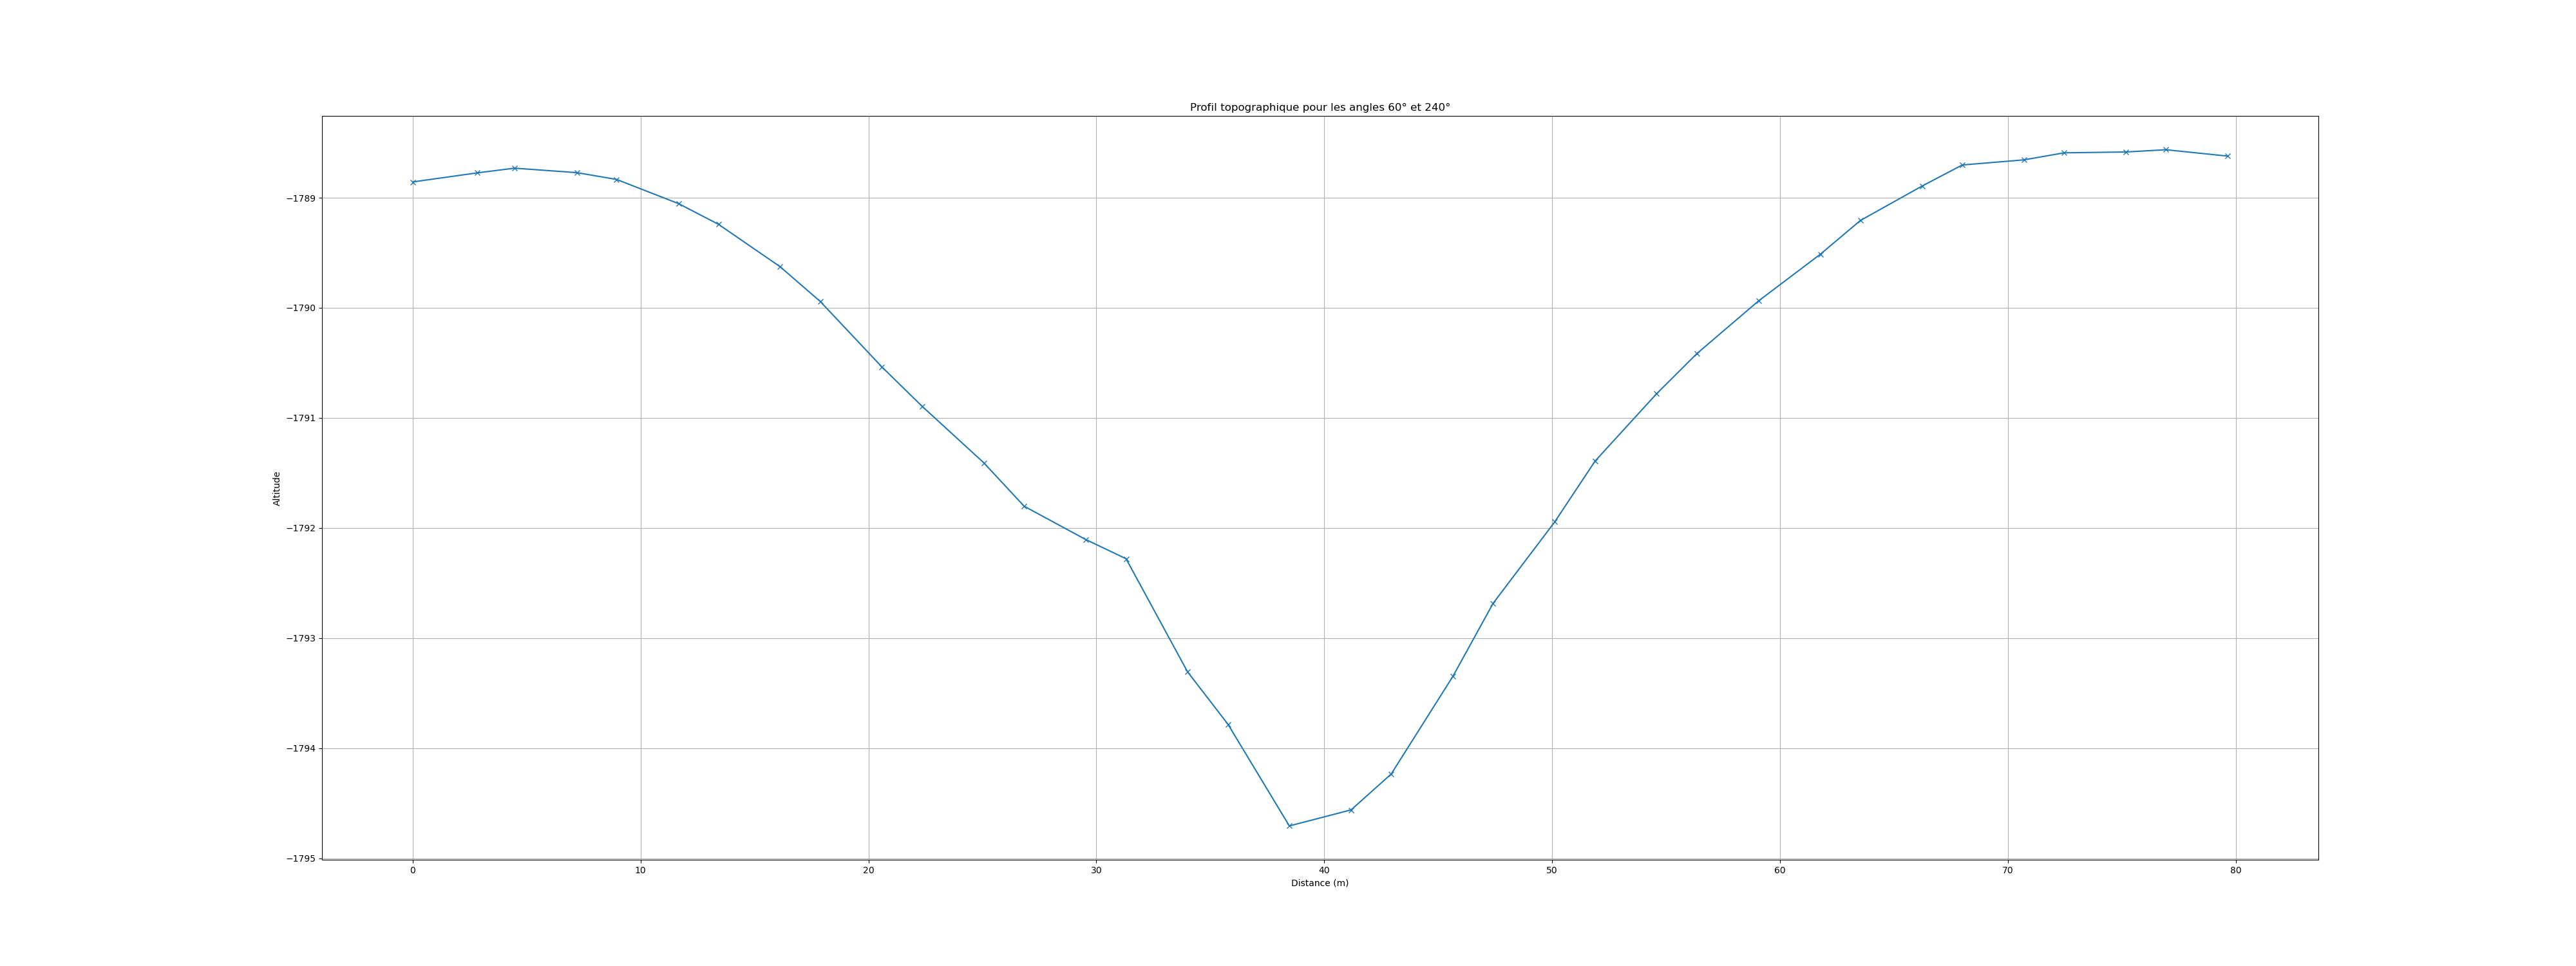 Profil topographique pour les angles 60° et 240°
Altitude
−1789
−1790
−1791
−1792
−1793
−1794
−1795
0 10 20 30 40 50 60 70 80
Distance (m)